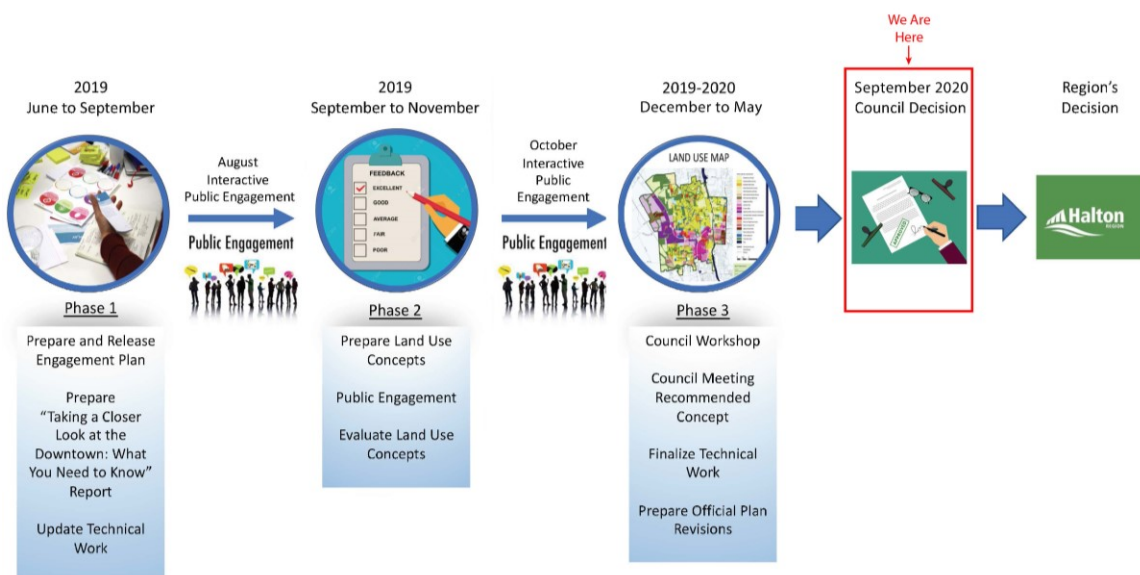 We Are
Here
2019
June to September
2019
September to November
2019-2020
December to May
September 2020
Council Decision
Region's
Decision
August
Interactive
Public Engagement
Public Engagement
October
Interactive
Public
Engagement
Public Engagement
FEEDBACK
EXCELLENT
GOOD
AVERAGE
FAIR
POOR
LAND USE MAP
APPROVED
Halton
REGION
Phase 1
Prepare and Release
Engagement Plan
Prepare
“Taking a Closer
Look at the
Downtown: What
You Need to Know”
Report
Update Technical
Work
Phase 2
Prepare Land Use
Concepts
Public Engagement
Evaluate Land Use
Concepts
Phase 3
Council Workshop
Council Meeting
Recommended
Concept
Finalize Technical
Work
Prepare Official Plan
Revisions